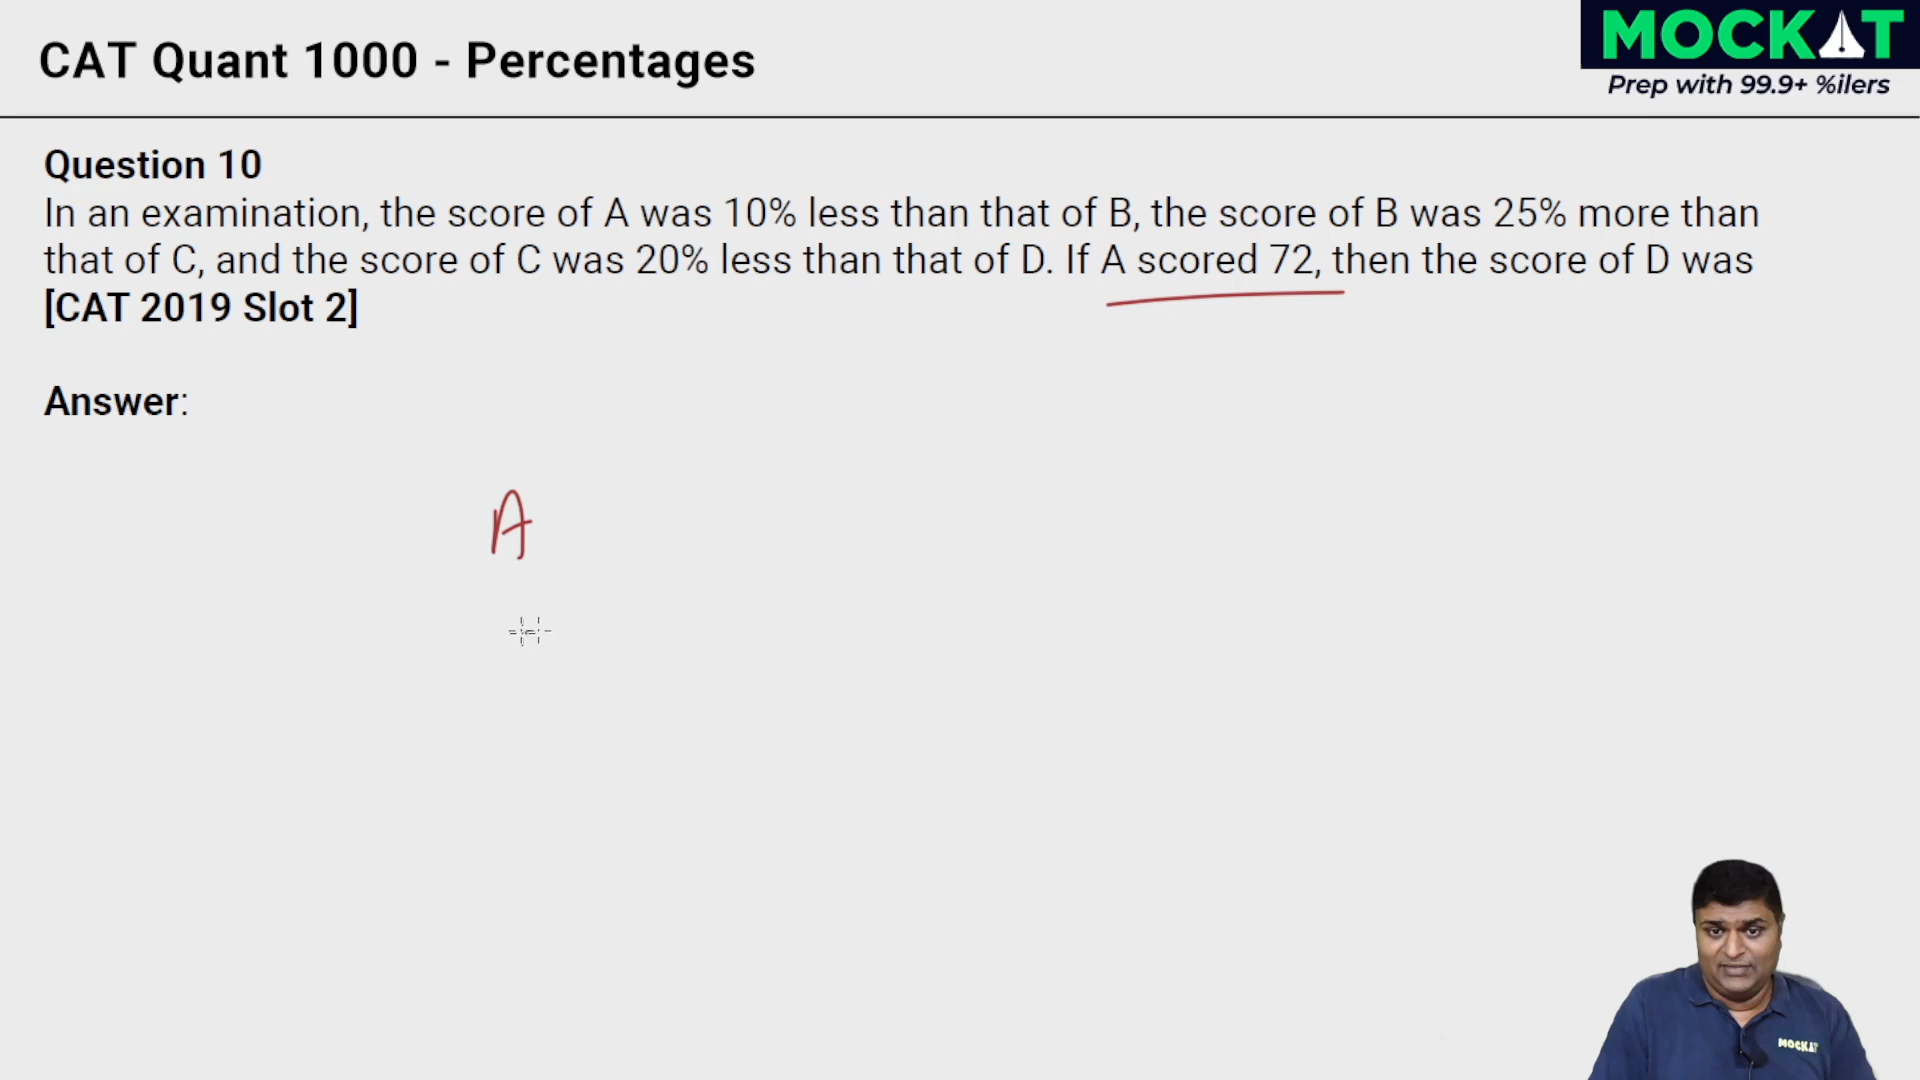 CAT Quant 1000 - Percentages
MOCKAT
Prep with 99.9+ %ilers
Question 10
In an examination, the score of A was 10% less than that of B, the score of B was 25% more than
that of C, and the score of C was 20% less than that of D. If A scored 72, then the score of D was
[CAT 2019 Slot 2]
Answer:
A
MOCKAT